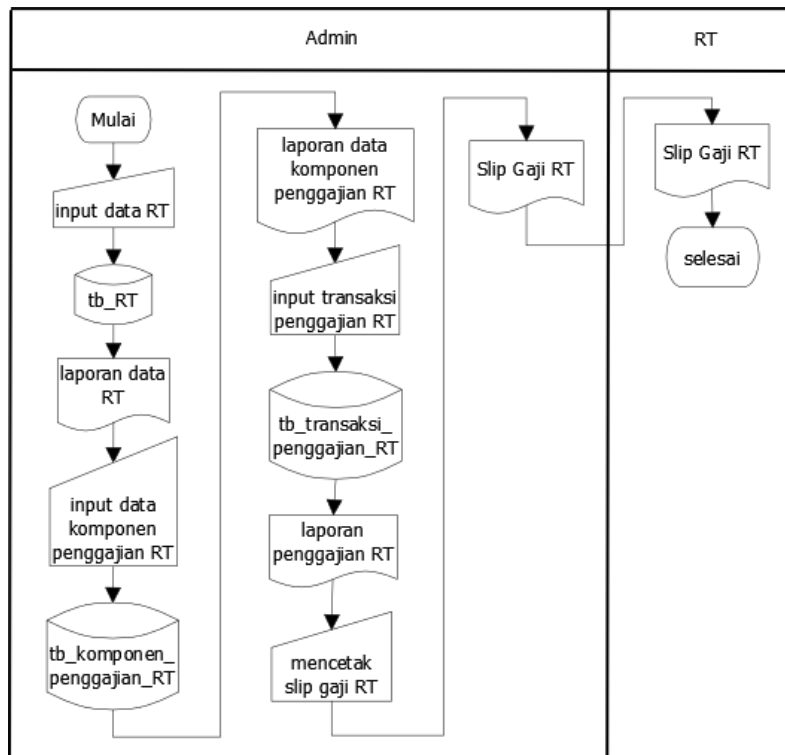 Admin
RT
Mulai
input data RT
tb_RT
laporan data
RT
input data
komponen
penggajian RT
tb_komponen_
penggajian_RT
laporan data
komponen
penggajian RT
input transaksi
penggajian RT
tb_transaksi_
penggajian_RT
laporan
penggajian RT
mencetak
slip gaji RT
Slip Gaji RT
Slip Gaji RT
selesai